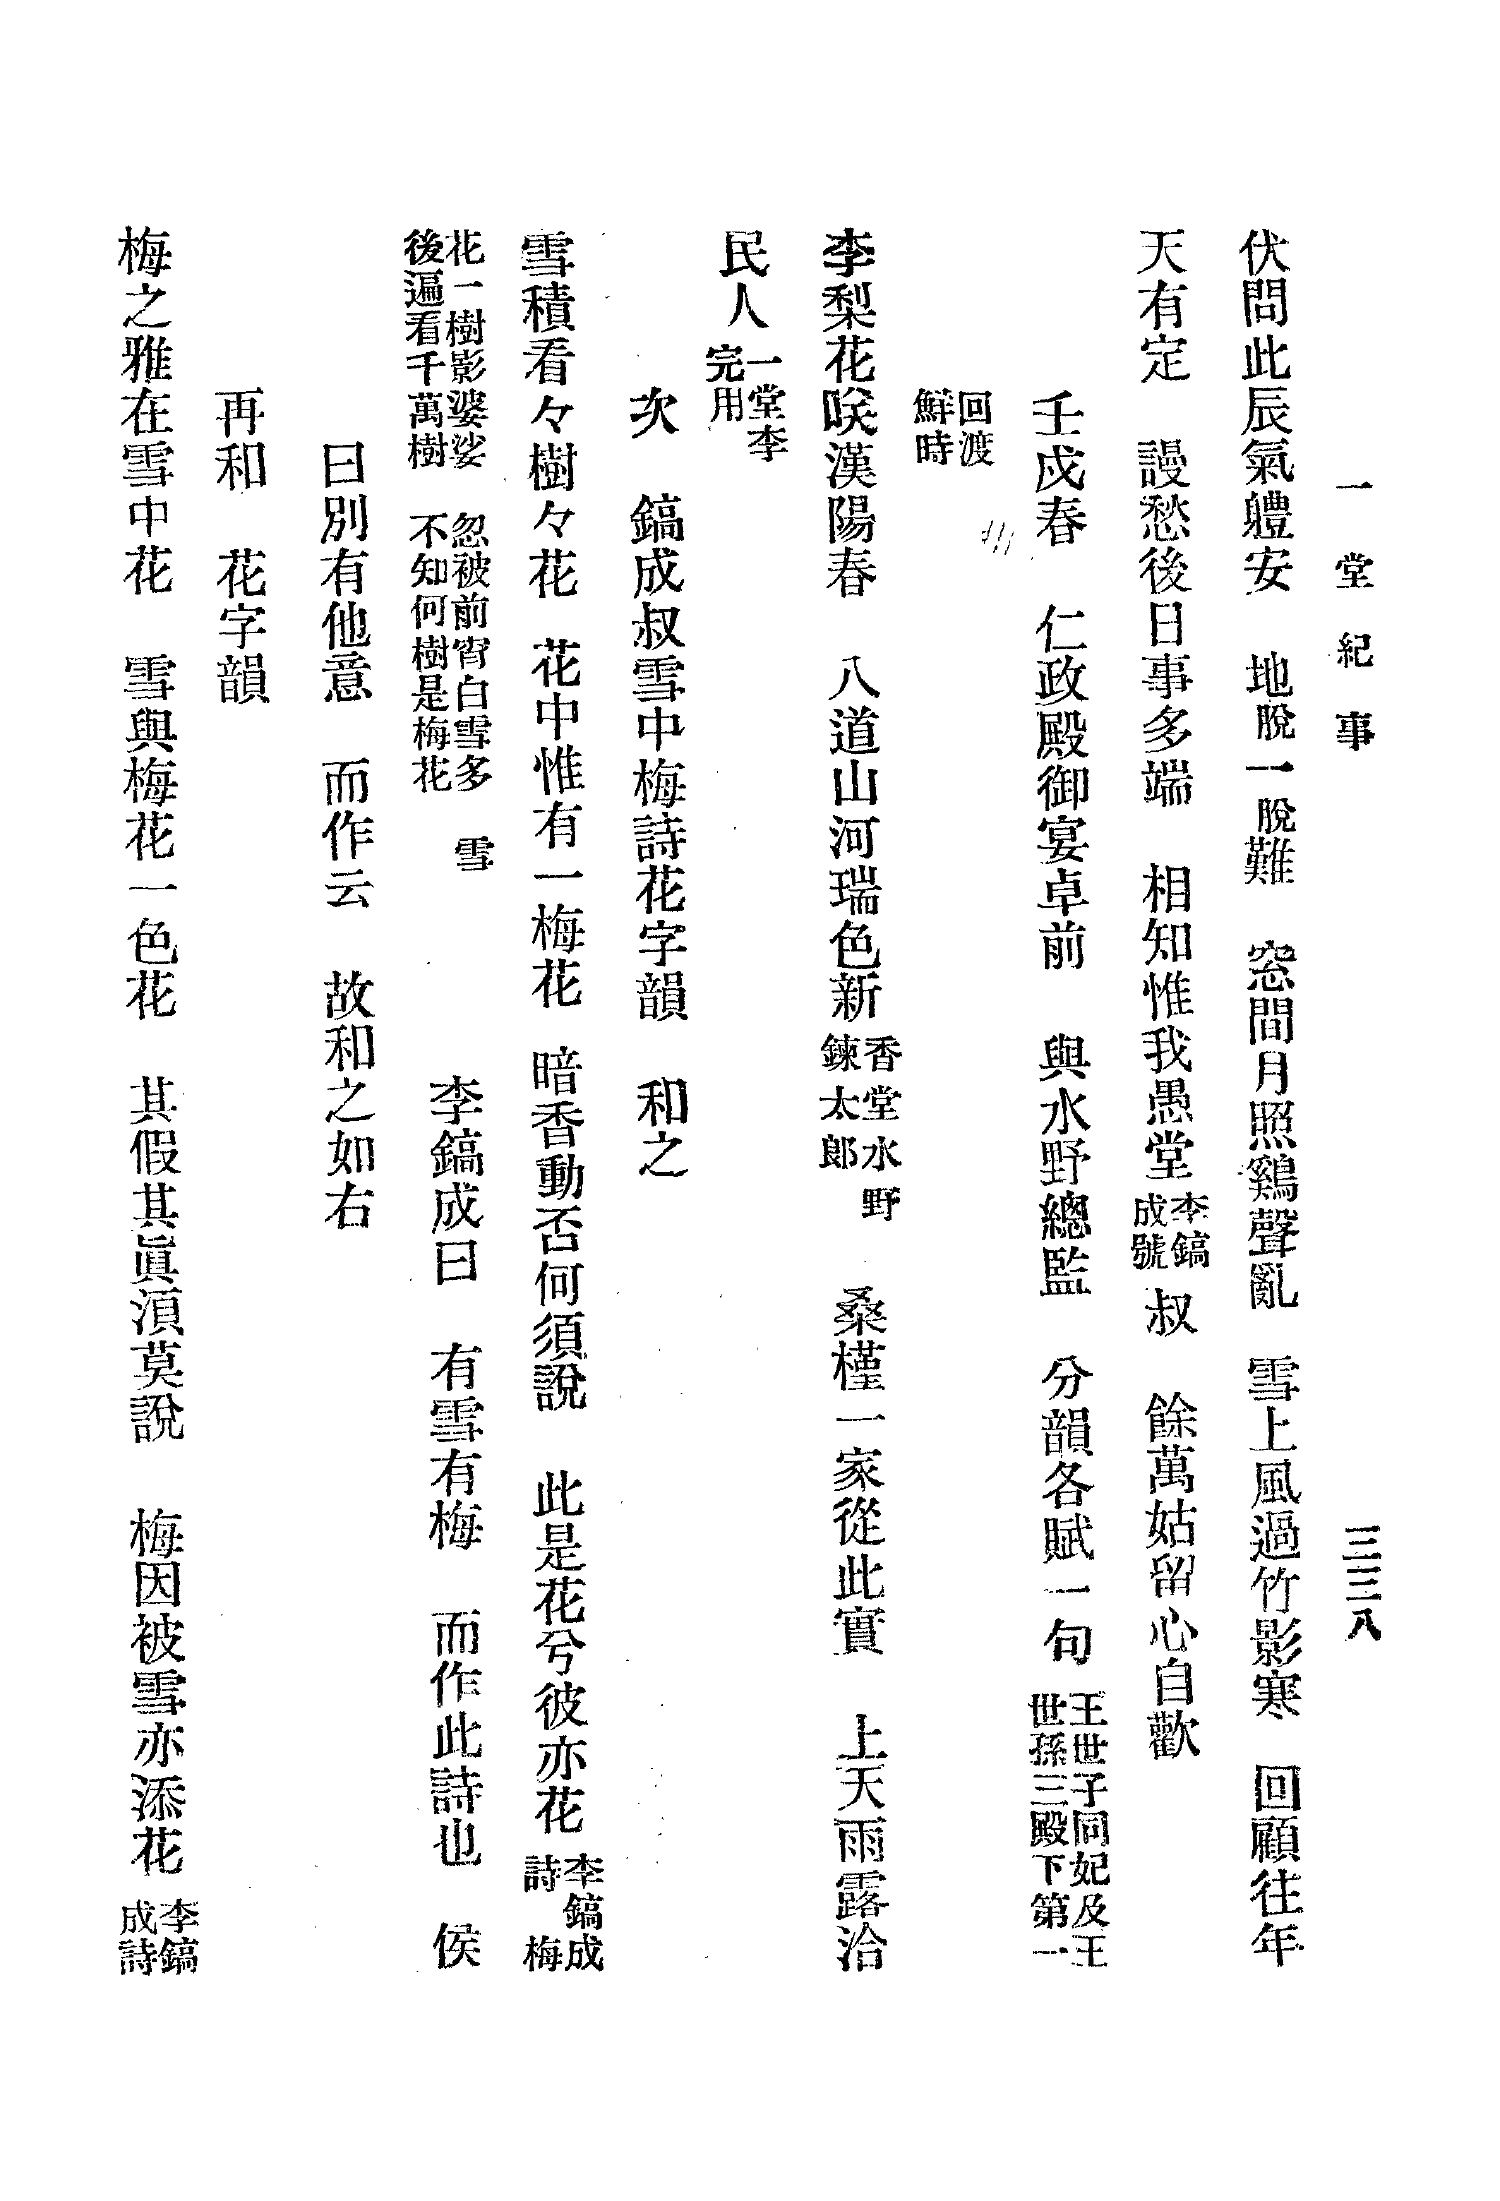 一堂紀事　三三八
伏問此辰氣軆安　地脫一脫難　窓間月照鷄聲亂　雪上風過竹影寒　回顧往年
天有定　謾愁後日事多端　相知惟我愚堂李鎬成號叔　餘萬姑留心自歡
壬戌春　仁政殿御宴卓前　與水野總監　分韻各賦一句王世子同妃及王世孫三殿下第一
回渡鮮時
李梨花咲漢陽春　八道山河瑞色新香堂水野鍊太郎　桑槿一家從此實　上天雨露洽
民人一堂李完用
次　鎬成叔雪中梅詩花字韻　和之
雪積看々樹々花　花中惟有一梅花　暗香動否何須說　此是花兮彼亦花李鎬成詩　梅
花一樹影婆娑　忽被前宵白雪多　雪後遍看千萬樹　不知何樹是梅花　李鎬成曰　有雪有梅　而作此詩也　侯
曰別有他意　而作云　故和之如右
再和　花字韻
梅之雅在雪中花　雪與梅花一色花　其假其眞湏莫說　梅因被雪亦添花李鎬成詩